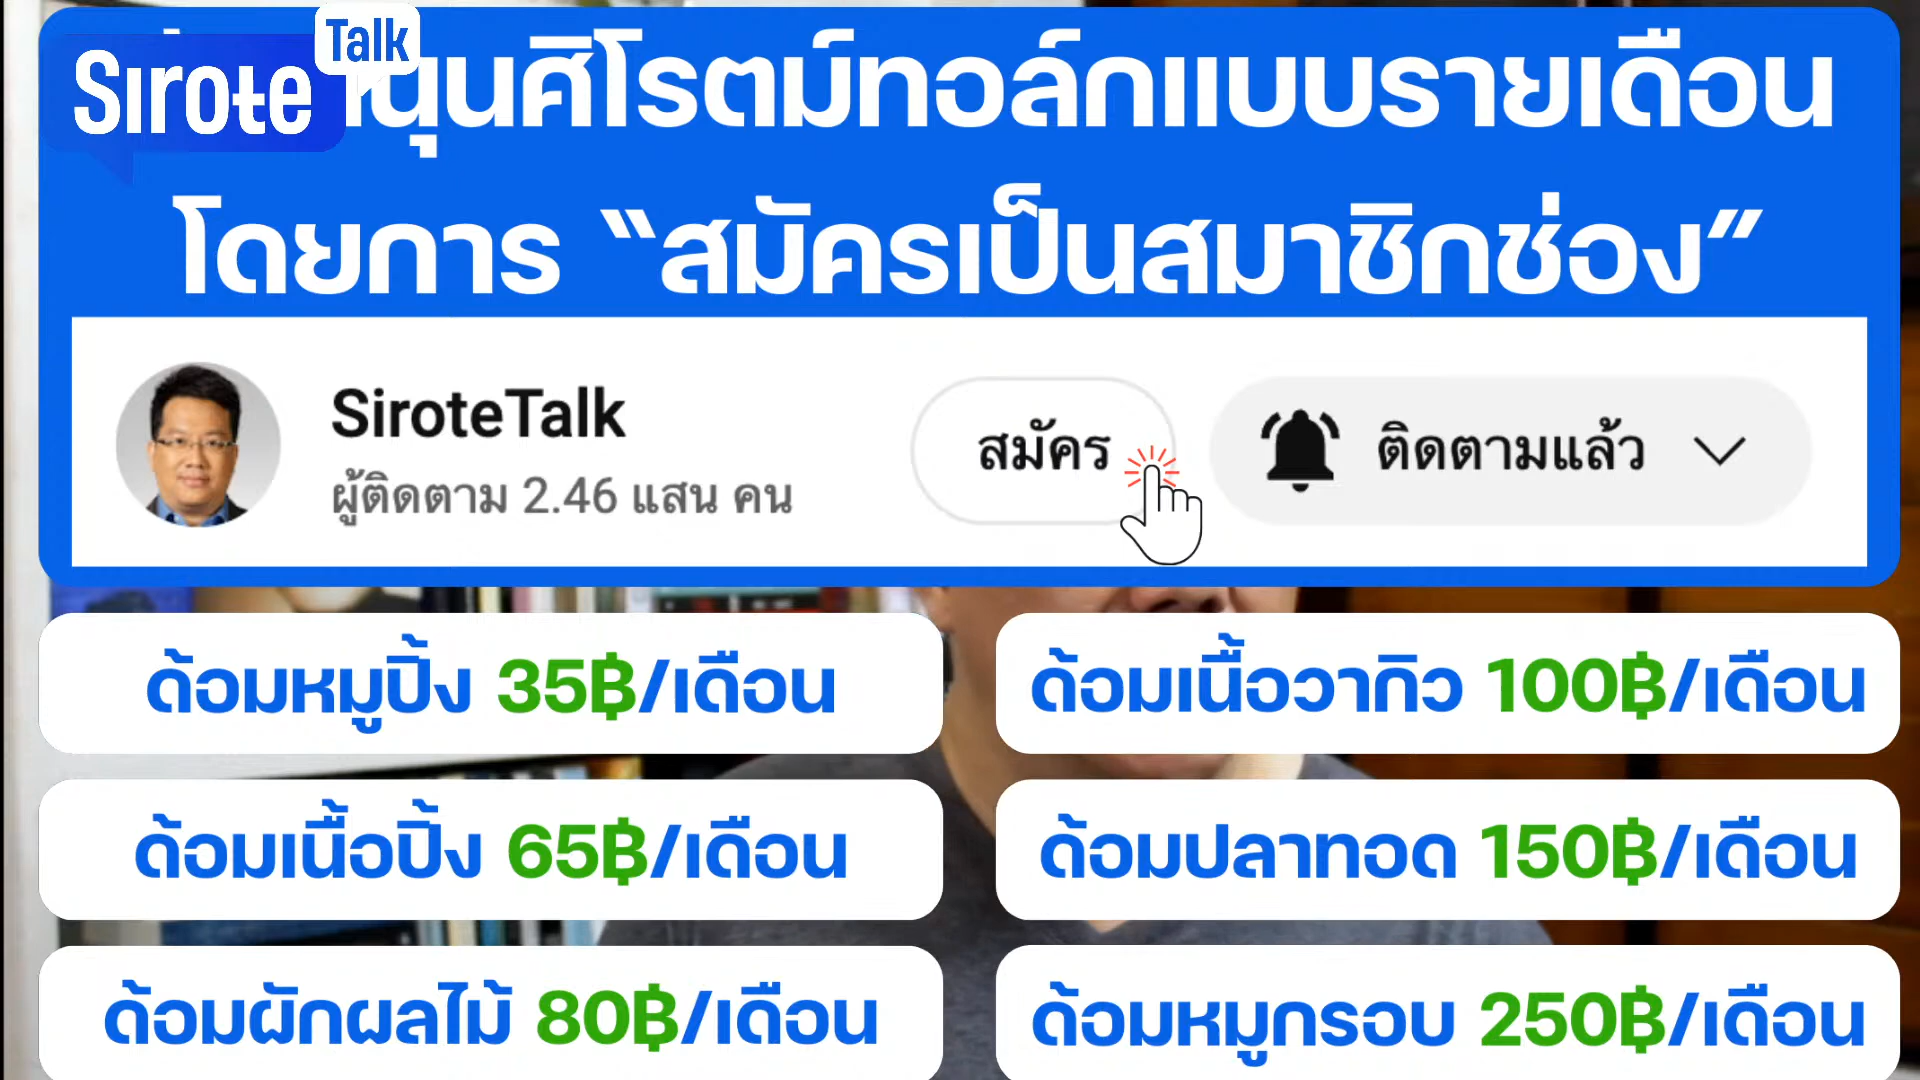 Sirote Talk
ศิโรตม์ทอล์กแบบรายเดือน
โดยการ “สมัครเป็นสมาชิกช่อง”
SiroteTalk
ผู้ติดตาม 2.46 แสน คน
สมัคร
ติดตามแล้ว
ด้อมหมูปิ้ง 35฿/เดือน
ด้อมเนื้อวากิว 100฿/เดือน
ด้อมเนื้อปิ้ง 65฿/เดือน
ด้อมปลาทอด 150฿/เดือน
ด้อมผักผลไม้ 80฿/เดือน
ด้อมหมูกรอบ 250฿/เดือน